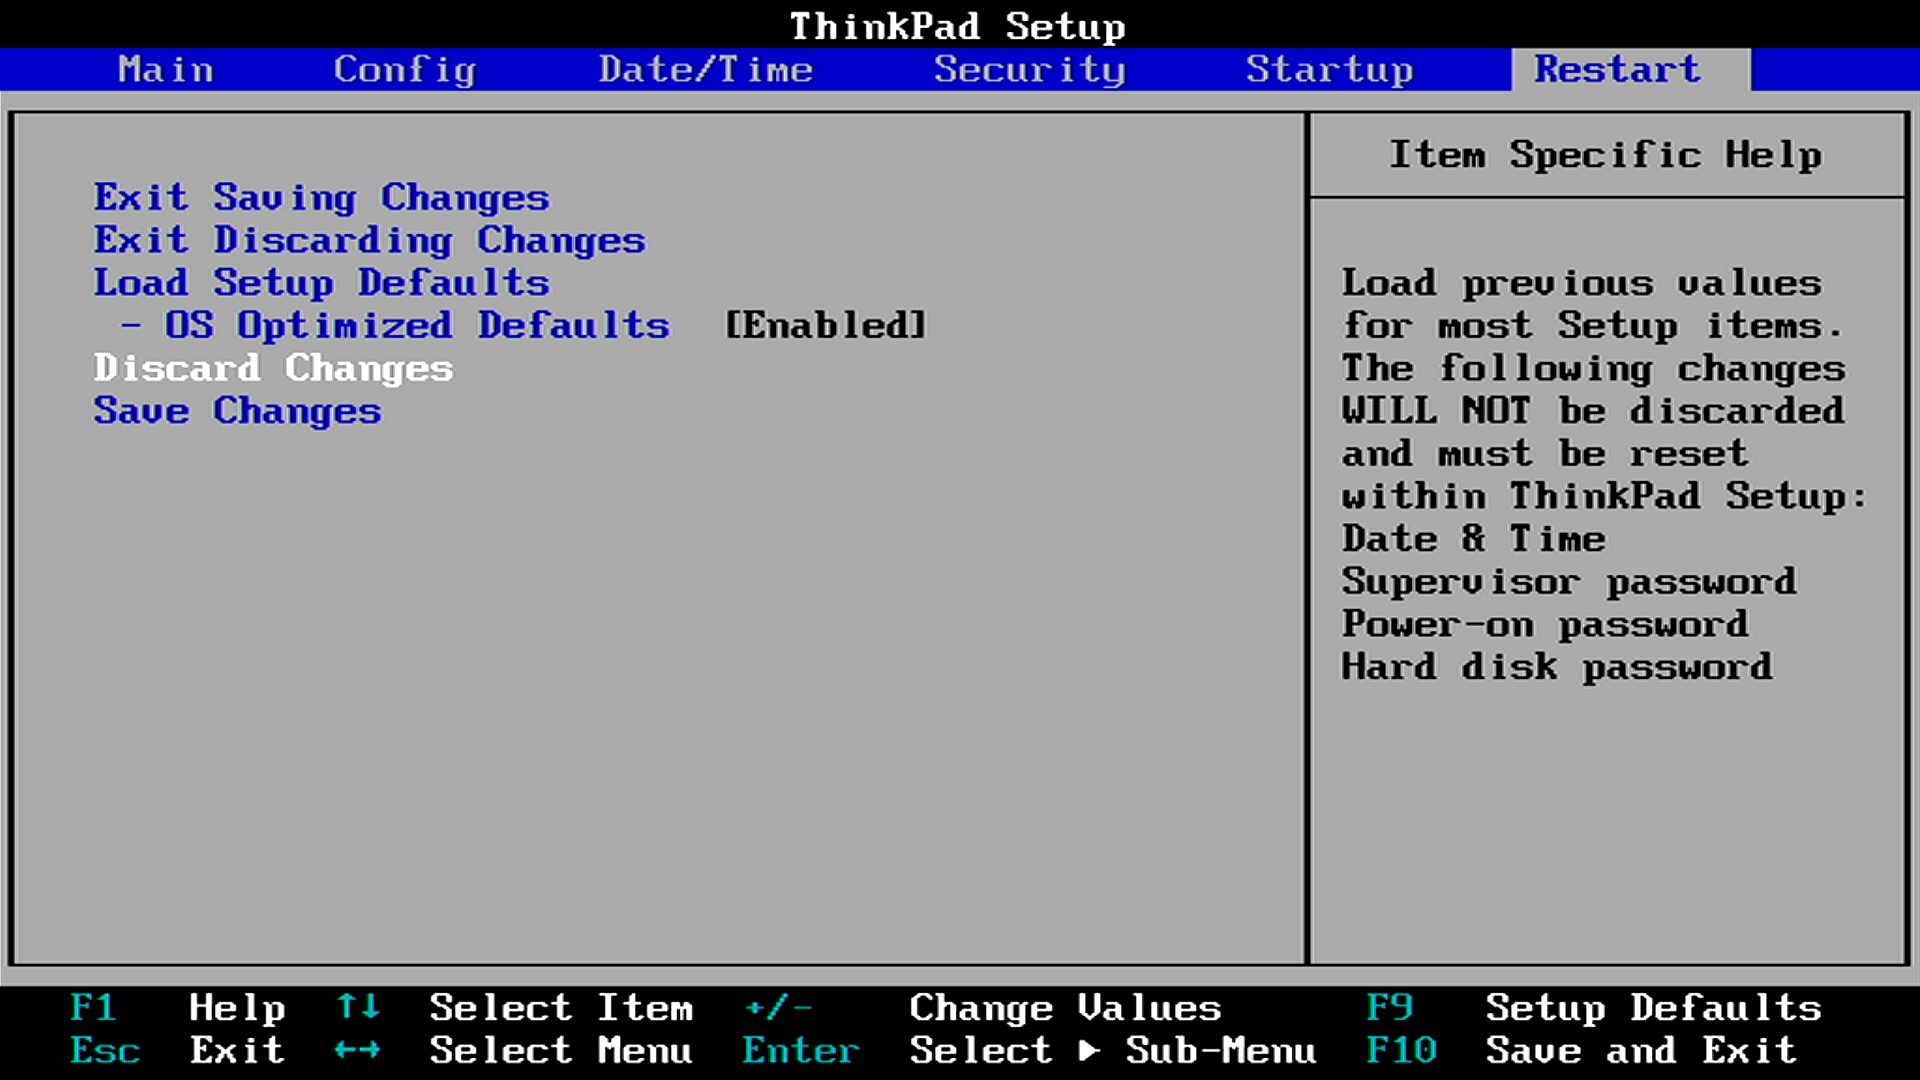 ThinkPad Setup
Main Config Date/Time Security Startup Restart
Item Specific Help
Exit Saving Changes
Exit Discarding Changes
Load Setup Defaults
- OS Optimized Defaults [Enabled]
Discard Changes
Save Changes
Load previous values
for most Setup items.
The following changes
WILL NOT be discarded
and must be reset
within ThinkPad Setup:
Date & Time
Supervisor password
Power-on password
Hard disk password
F1 Help ↑↓ Select Item +/- Change Values F9 Setup Defaults
Esc Exit ←→ Select Menu Enter Select ▶ Sub-Menu F10 Save and Exit